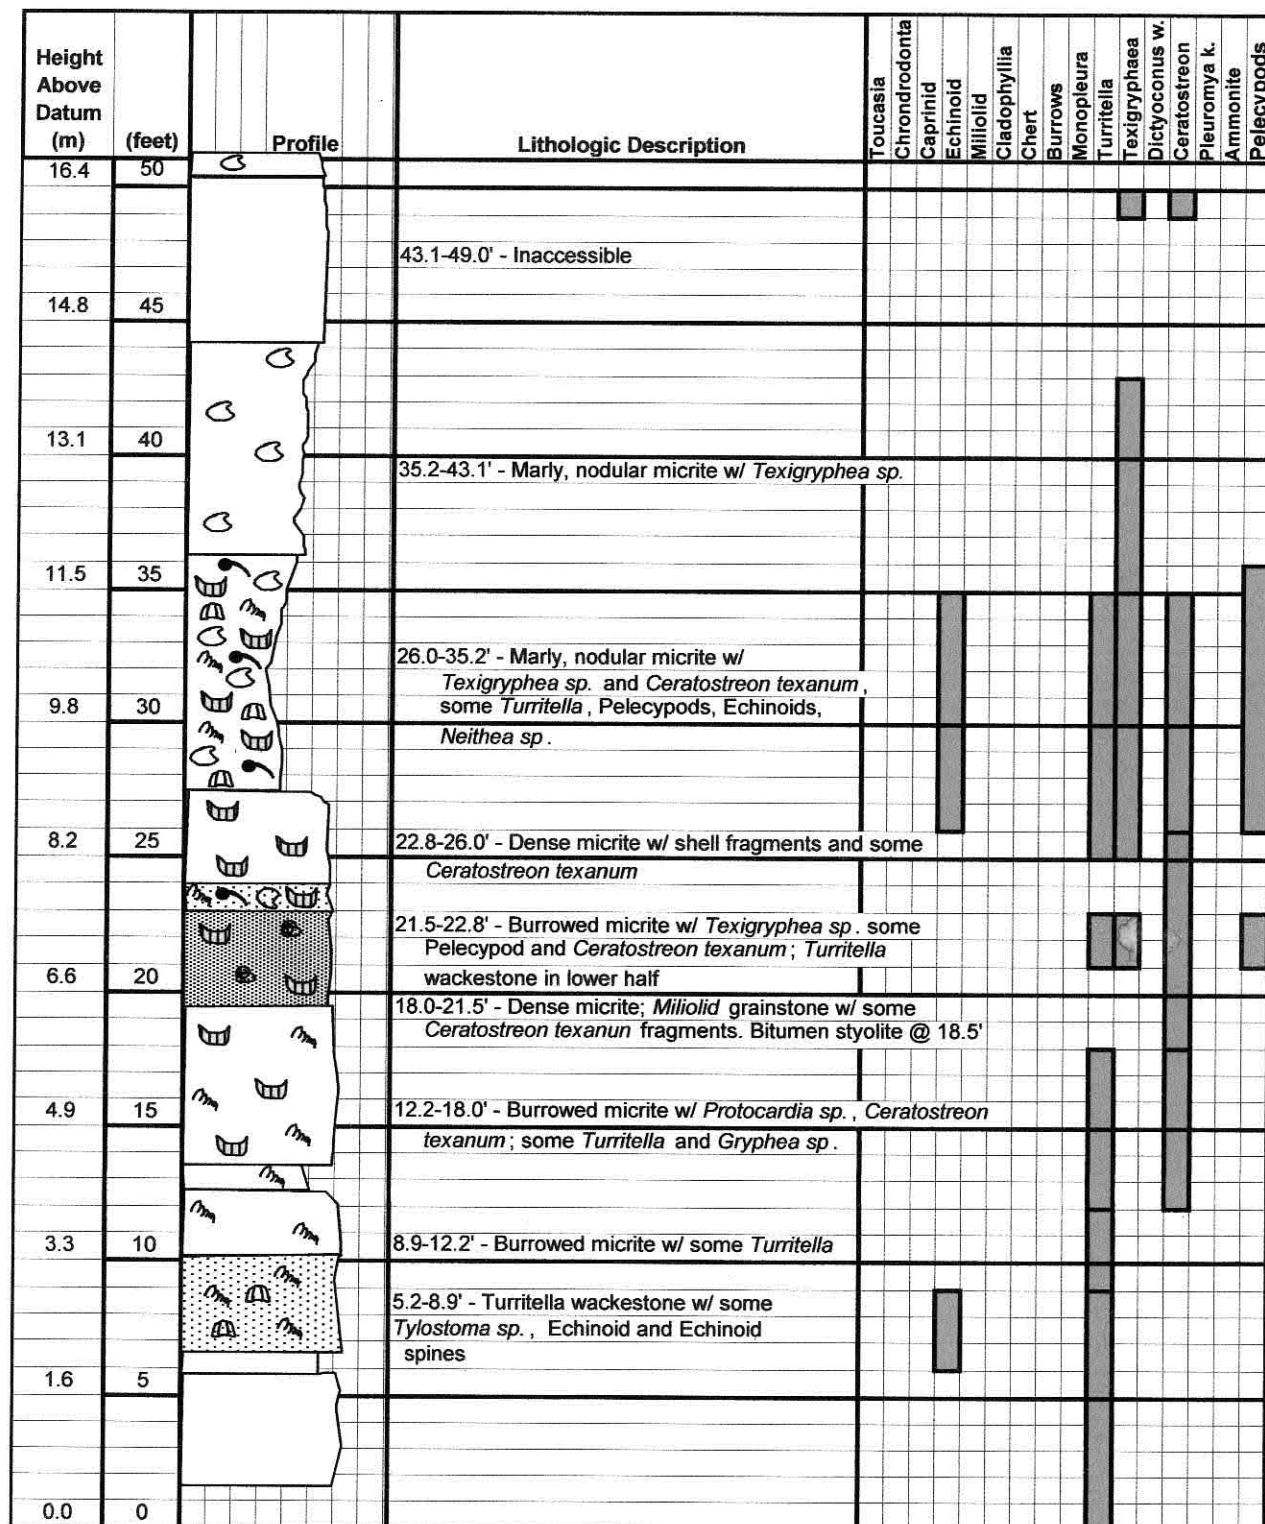 Height
Above
Datum
(m)
(feet)
Profile
Lithologic Description
Toucasia
Chrondrodonta
Caprinid
Echinoid
Miliolid
Cladophyllia
Chert
Burrows
Monopleura
Turritella
Texigryphaea
Dictyoconus w.
Ceratostreon
Pleuromya k.
Ammonite
Pelecypods
16.4 50
43.1-49.0' - Inaccessible
14.8 45
13.1 40
35.2-43.1' - Marly, nodular micrite w/ Texigryphea sp.
11.5 35
26.0-35.2' - Marly, nodular micrite w/
Texigryphea sp. and Ceratostreon texanum,
9.8 30 some Turritella, Pelecypods, Echinoids,
Neithea sp.
8.2 25 22.8-26.0' - Dense micrite w/ shell fragments and some
Ceratostreon texanum
21.5-22.8' - Burrowed micrite w/ Texigryphea sp. some
Pelecypod and Ceratostreon texanum; Turritella
6.6 20 wackestone in lower half
18.0-21.5' - Dense micrite; Miliolid grainstone w/ some
Ceratostreon texanun fragments. Bitumen styolite @ 18.5'
4.9 15 12.2-18.0' - Burrowed micrite w/ Protocardia sp., Ceratostreon
texanum; some Turritella and Gryphea sp.
3.3 10 8.9-12.2' - Burrowed micrite w/ some Turritella
5.2-8.9' - Turritella wackestone w/ some
Tylostoma sp., Echinoid and Echinoid
spines
1.6 5
0.0 0